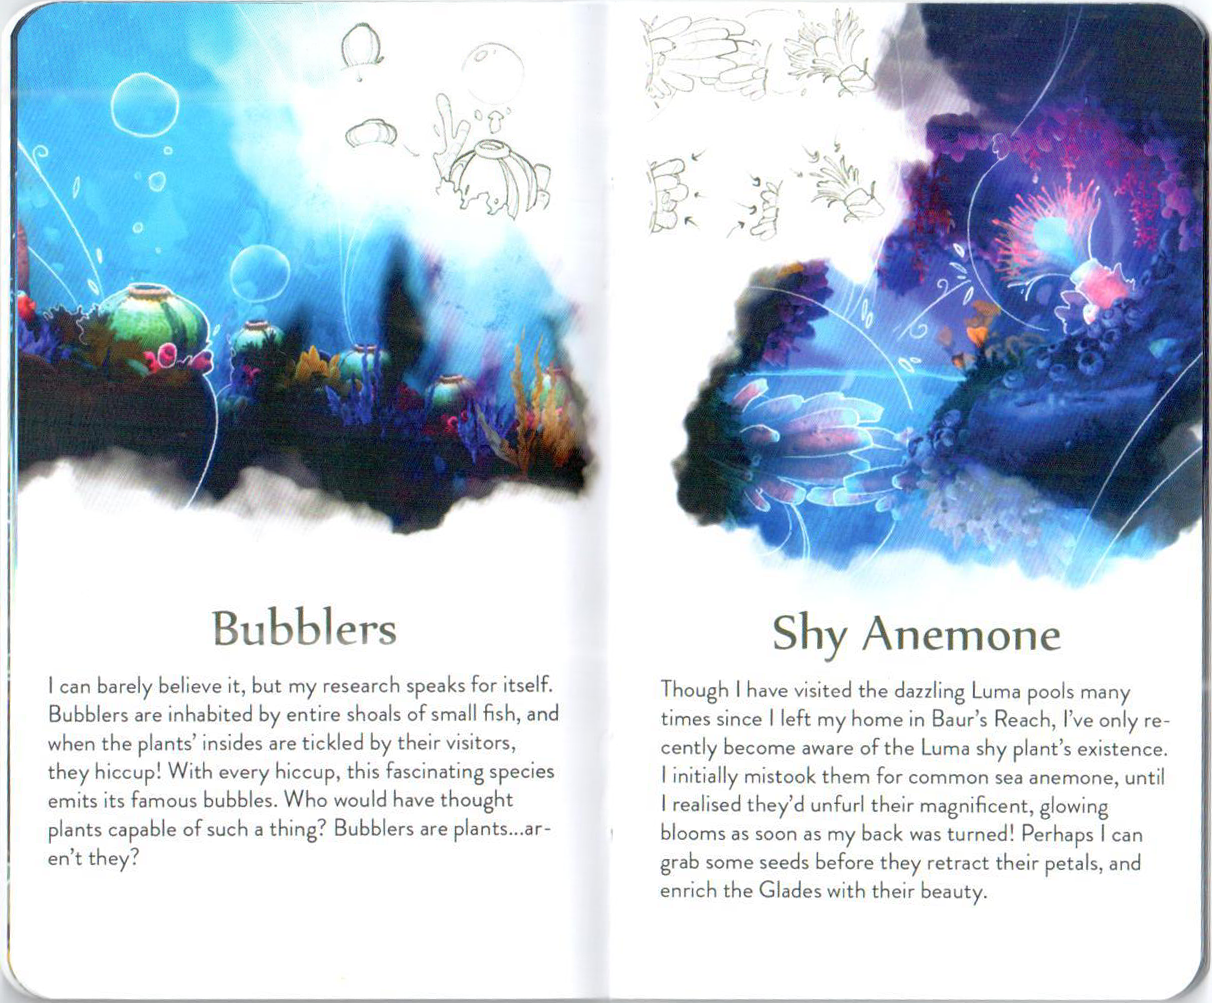 Bubblers
I can barely believe it, but my research speaks for itself.
Bubblers are inhabited by entire shoals of small fish, and
when the plants' insides are tickled by their visitors,
they hiccup! With every hiccup, this fascinating species
emits its famous bubbles. Who would have thought
plants capable of such a thing? Bubblers are plants...ar-
en't they?
Shy Anemone
Though I have visited the dazzling Luma pools many
times since I left my home in Baur's Reach, I've only re-
cently become aware of the Luma shy plant's existence.
I initially mistook them for common sea anemone, until
I realised they'd unfurl their magnificent, glowing
blooms as soon as my back was turned! Perhaps I can
grab some seeds before they retract their petals, and
enrich the Glades with their beauty.